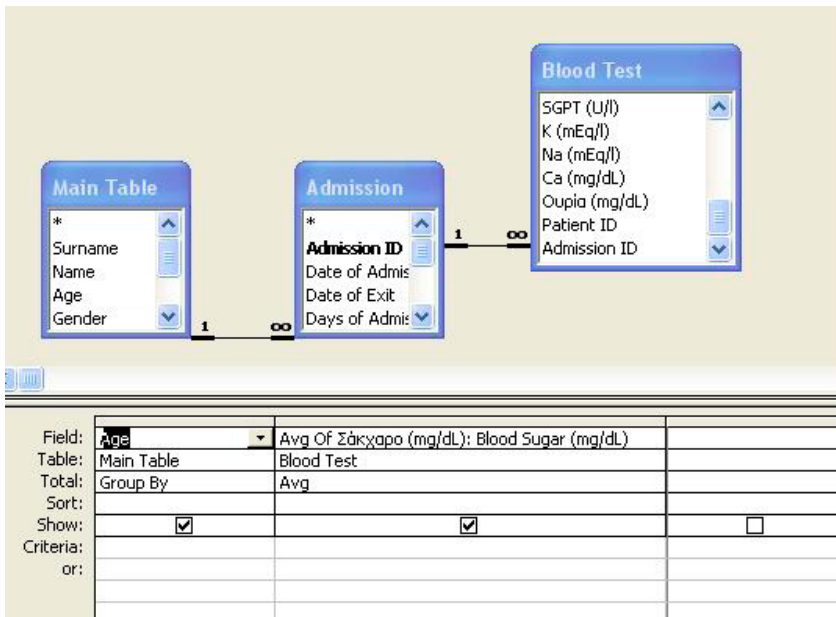 Blood Test
SGPT (U/l)
K (mEq/l)
Na (mEq/l)
Ca (mg/dL)
Ουρία (mg/dL)
Patient ID
Admission ID
Main Table
*
Surname
Name
Age
Gender
Admission
*
Admission ID
Date of Admis
Date of Exit
Days of Admis
1 ∞
1 ∞
Field: Age Avg Of Σάκχαρο (mg/dL): Blood Sugar (mg/dL)
Table: Main Table Blood Test
Total: Group By Avg
Sort:
Show:
Criteria:
or: